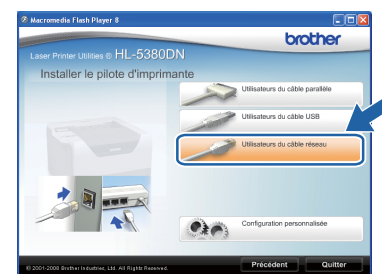 Macromedia Flash Player 8
brother
Laser Printer Utilities © HL-5380DN
Installer le pilote d'imprimante
Utilisateurs du câble parallèle
Utilisateurs du câble USB
Utilisateurs du câble réseau
Configuration personnalisée
© 2001-2008 Brother Industries, Ltd. All Rights Reserved.
Précédent
Quitter